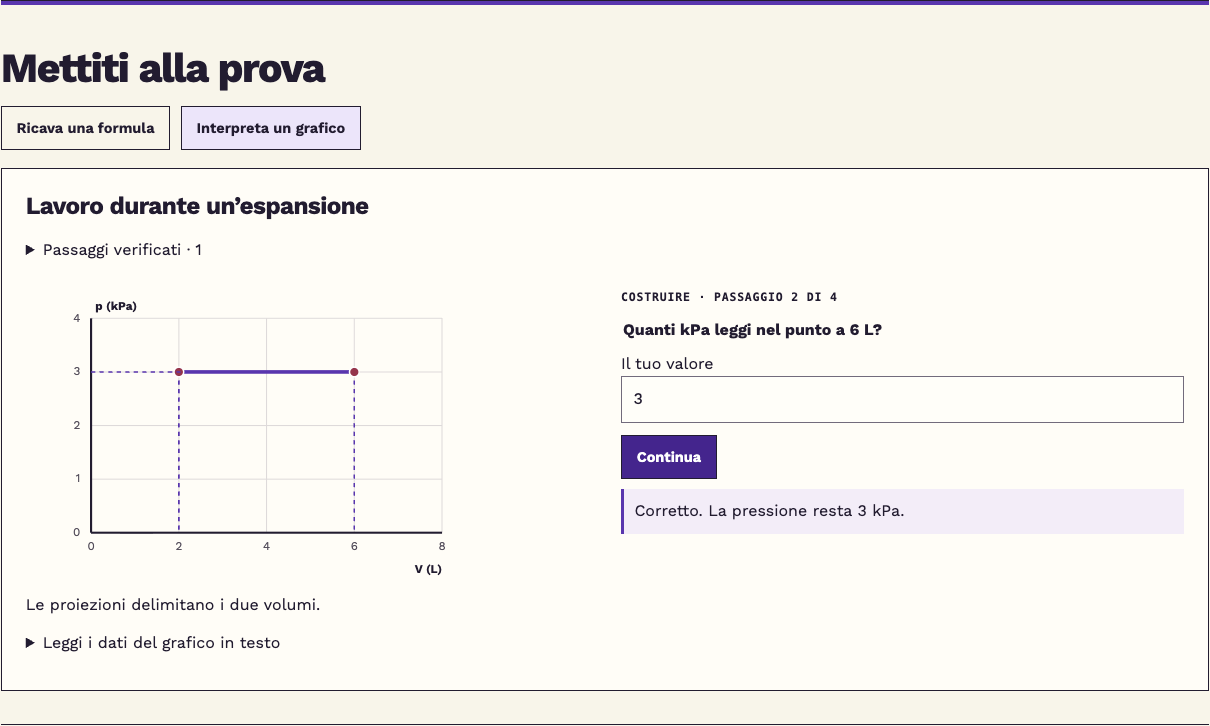 Mettiti alla prova
Ricava una formula
Interpreta un grafico
Lavoro durante un’espansione
▶ Passaggi verificati · 1
p (kPa)
4
3
2
1
0
0 2 4 6 8
V (L)
Le proiezioni delimitano i due volumi.
▶ Leggi i dati del grafico in testo
COSTRUIRE · PASSAGGIO 2 DI 4
Quanti kPa leggi nel punto a 6 L?
Il tuo valore
3
Continua
Corretto. La pressione resta 3 kPa.